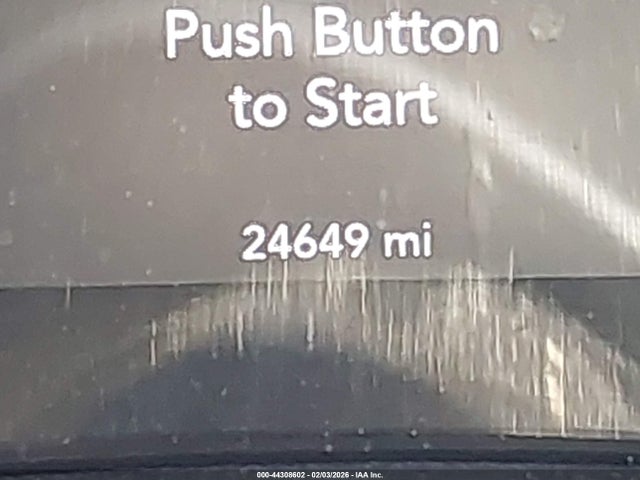 Push Button
to Start
24649 mi
000-44308602 - 02/03/2026 - IAA Inc.